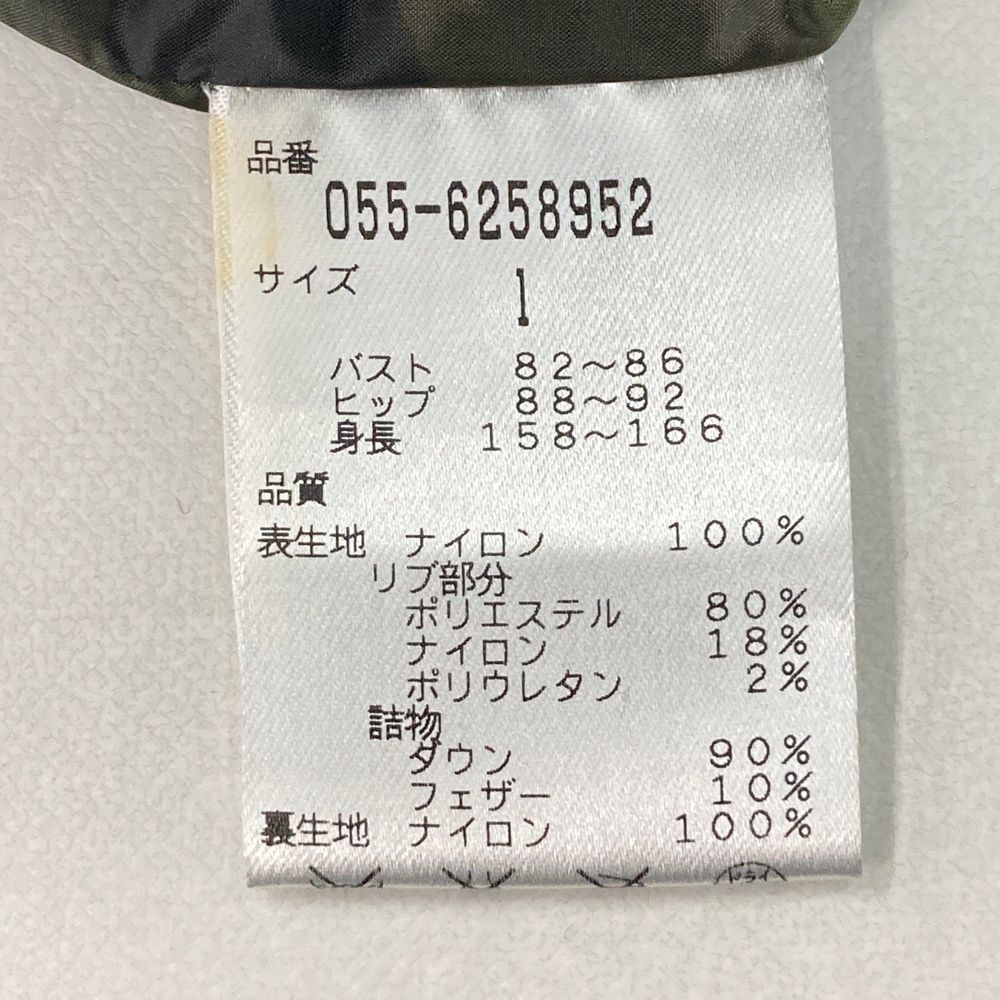 品番
055-6258952
サイズ
1
バスト 82～86
ヒップ 88～92
身長 158～166
品質
表生地 ナイロン 100%
リブ部分
ポリエステル 80%
ナイロン 18%
ポリウレタン 2%
詰物
ダウン 90%
フェザー 10%
裏生地 ナイロン 100%
ドライ